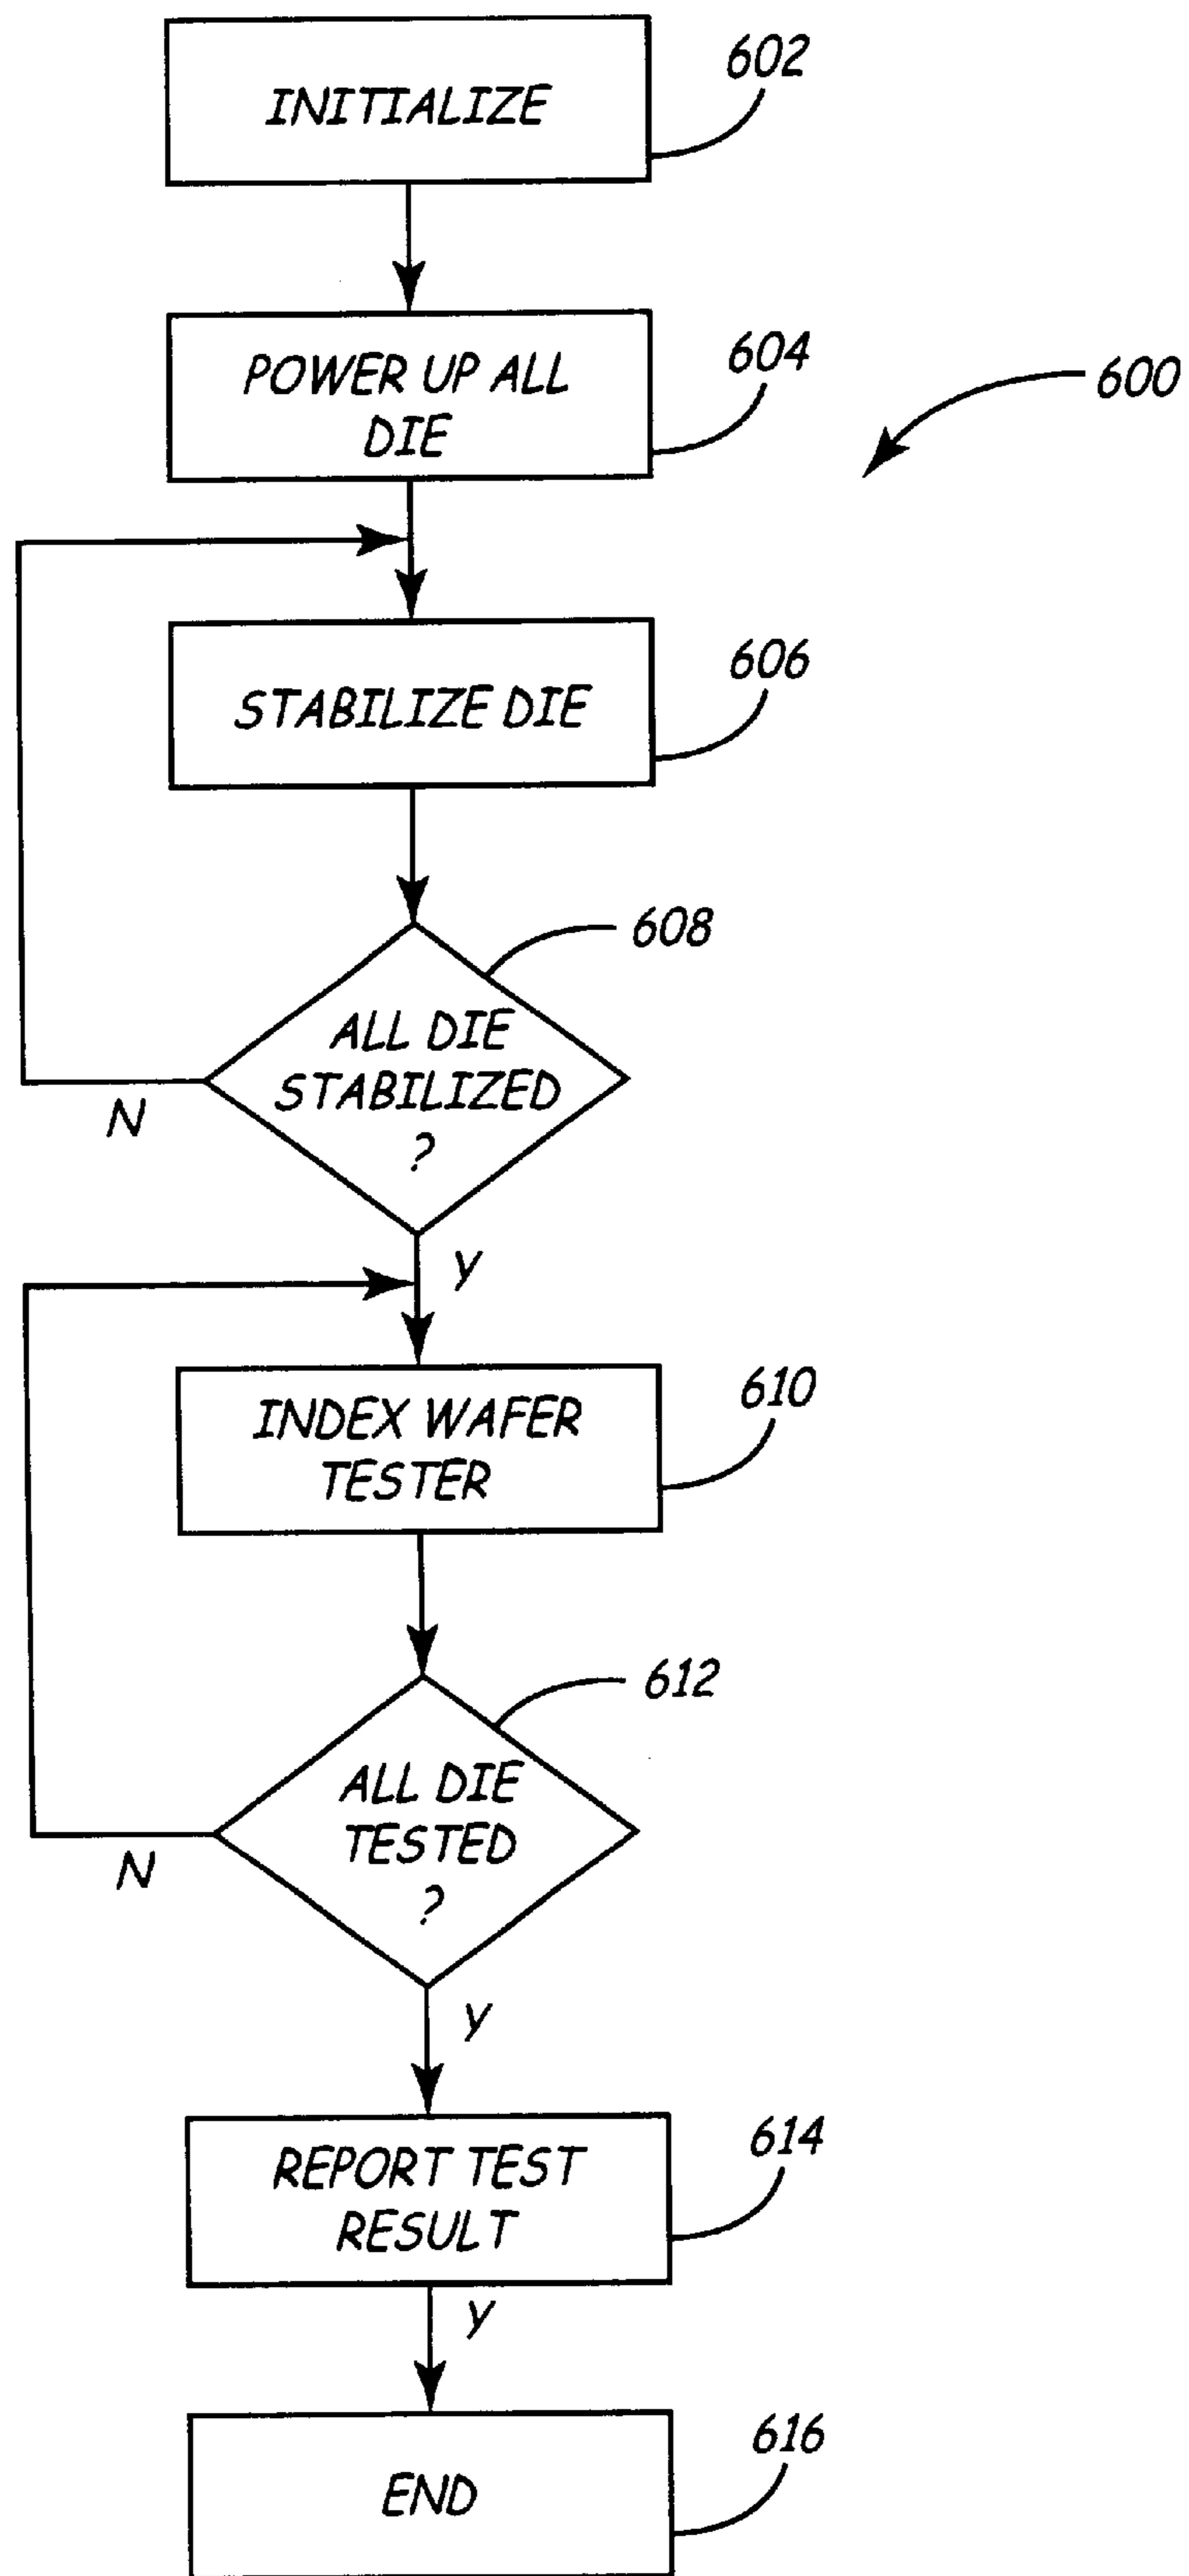 602
INITIALIZE
604
POWER UP ALL
DIE
600
606
STABILIZE DIE
608
ALL DIE
STABILIZED
?
N
Y
610
INDEX WAFER
TESTER
612
ALL DIE
TESTED
?
N
Y
614
REPORT TEST
RESULT
Y
616
END